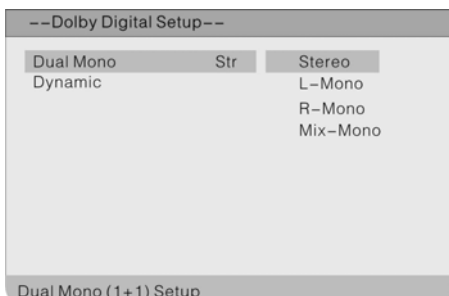 --Dolby Digital Setup--
Dual Mono Str Stereo
Dynamic L-Mono
R-Mono
Mix-Mono
Dual Mono (1+1) Setup